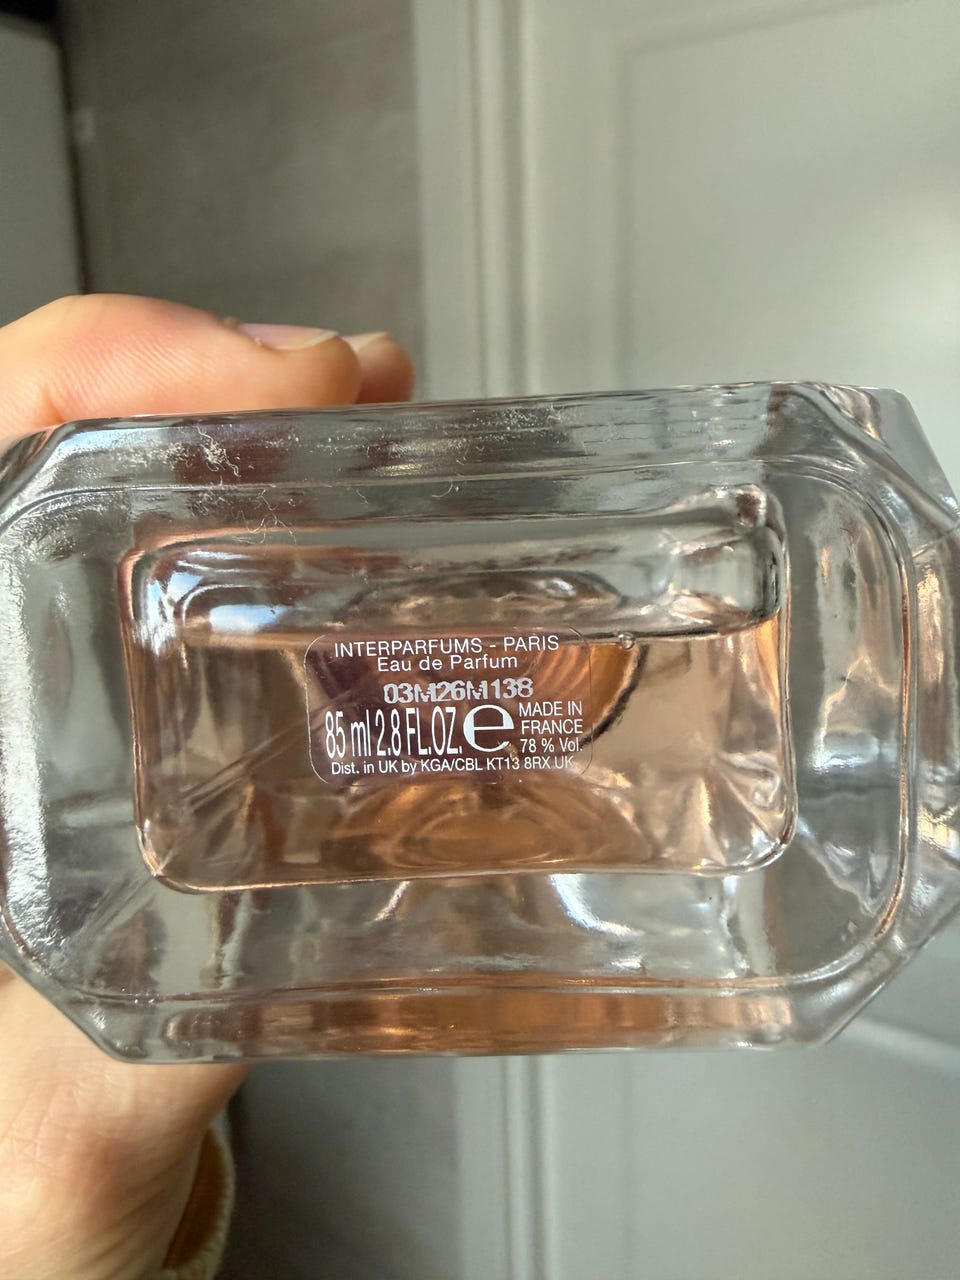 INTERPARFUMS - PARIS
Eau de Parfum
03M26M138
85 ml 2.8 FL.OZ. e MADE IN
FRANCE
78 % Vol.
Dist. in UK by KGA/CBL KT13 8RX UK